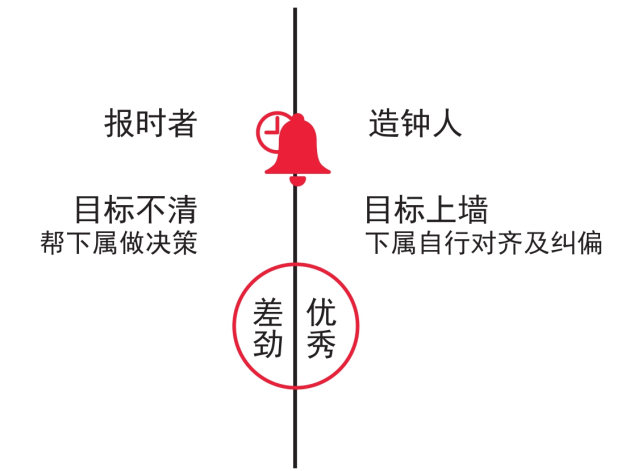 报时者
造钟人
目标不清
帮下属做决策
目标上墙
下属自行对齐及纠偏
差劲
优秀